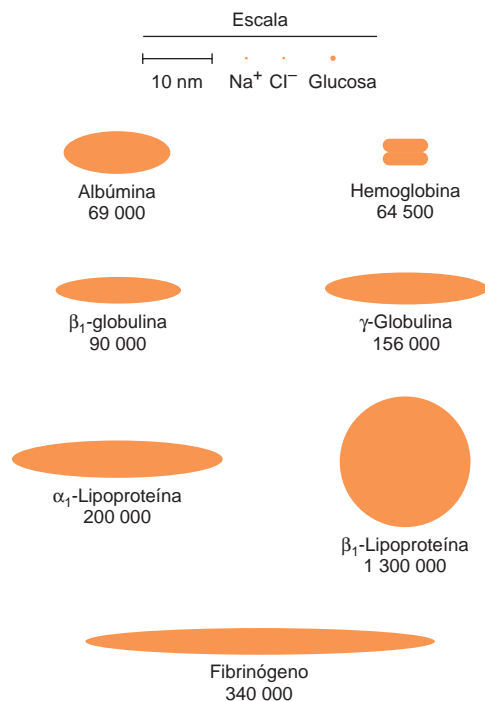 Escala
10 nm Na⁺ Cl⁻ Glucosa
Albúmina
69 000
Hemoglobina
64 500
β₁-globulina
90 000
γ-Globulina
156 000
α₁-Lipoproteína
200 000
β₁-Lipoproteína
1 300 000
Fibrinógeno
340 000